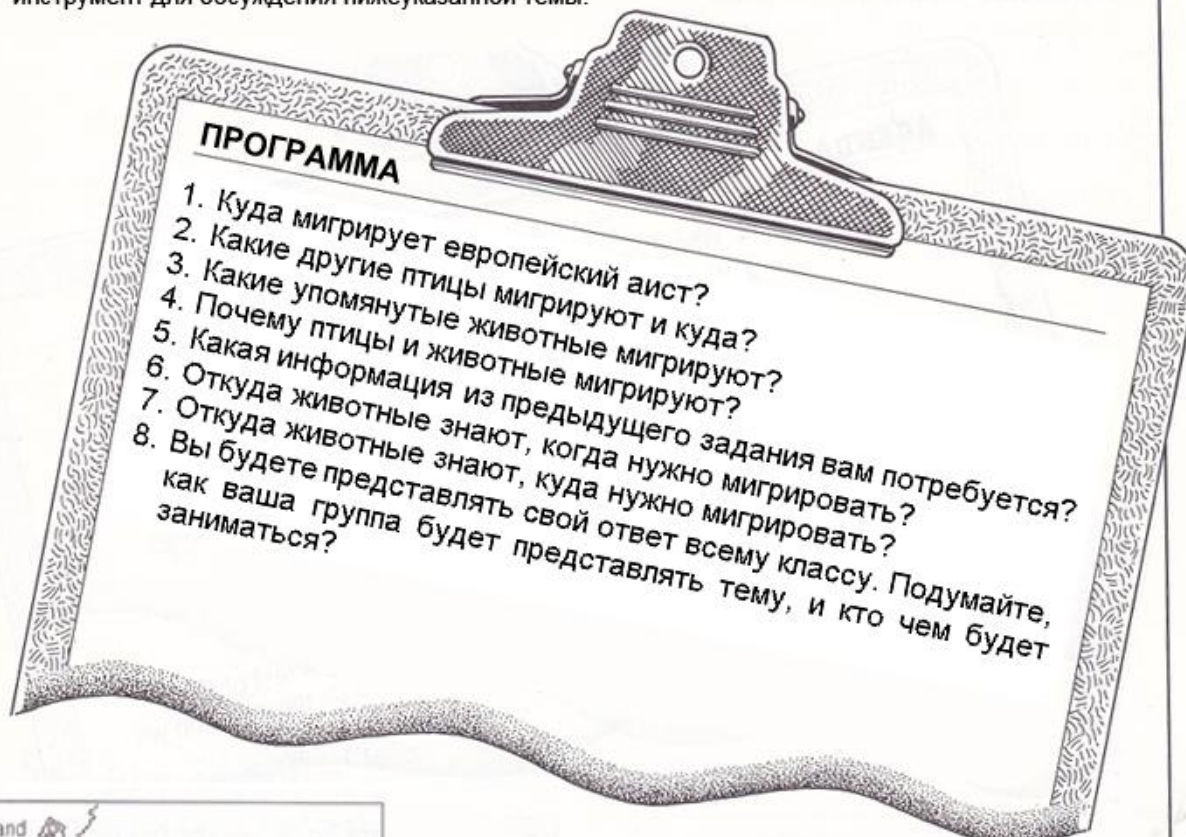 инструмент для обсуждения нижеуказанной темы.
ПРОГРАММА
1. Куда мигрирует европейский аист?
2. Какие другие птицы мигрируют и куда?
3. Какие упомянутые животные мигрируют?
4. Почему птицы и животные мигрируют?
5. Какая информация из предыдущего задания вам потребуется?
6. Откуда животные знают, когда нужно мигрировать?
7. Откуда животные знают, куда нужно мигрировать?
8. Вы будете представлять свой ответ всему классу. Подумайте,
как ваша группа будет представлять тему, и кто чем будет
заниматься?
and